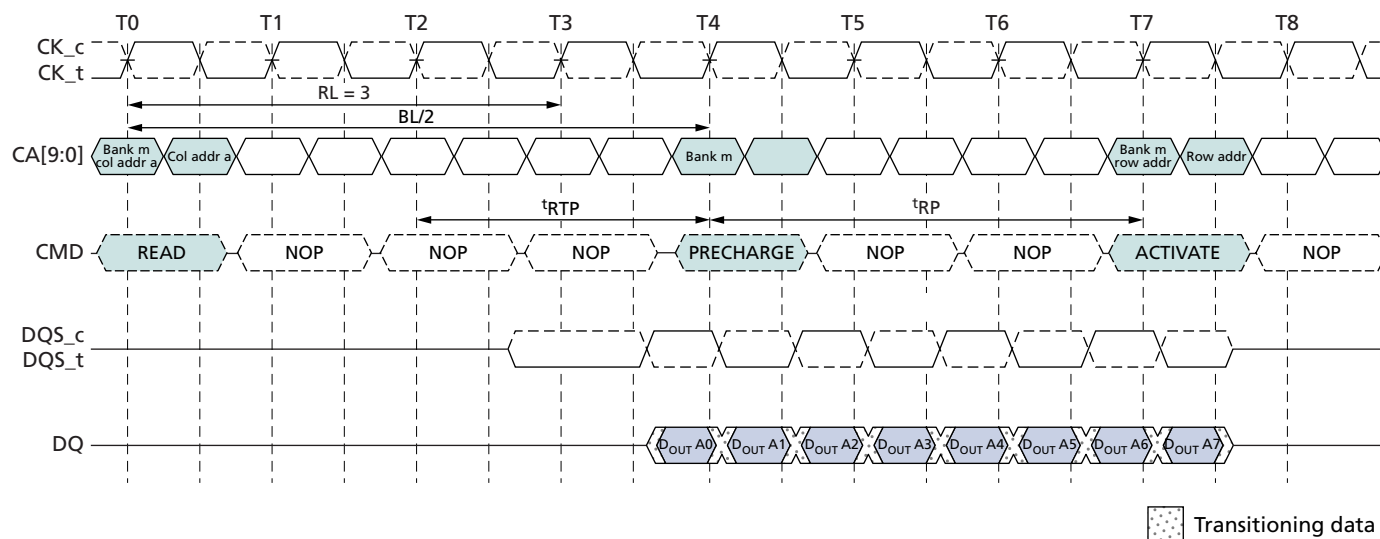 T0 T1 T2 T3 T4 T5 T6 T7 T8
CK_c
CK_t
RL = 3
BL/2
CA[9:0]
Bank m
col addr a
Col addr a
Bank m
Bank m
row addr
Row addr
tRTP
tRP
CMD READ NOP NOP NOP PRECHARGE NOP NOP ACTIVATE NOP
DQS_c
DQS_t
DQ DOUT A0 DOUT A1 DOUT A2 DOUT A3 DOUT A4 DOUT A5 DOUT A6 DOUT A7
Transitioning data